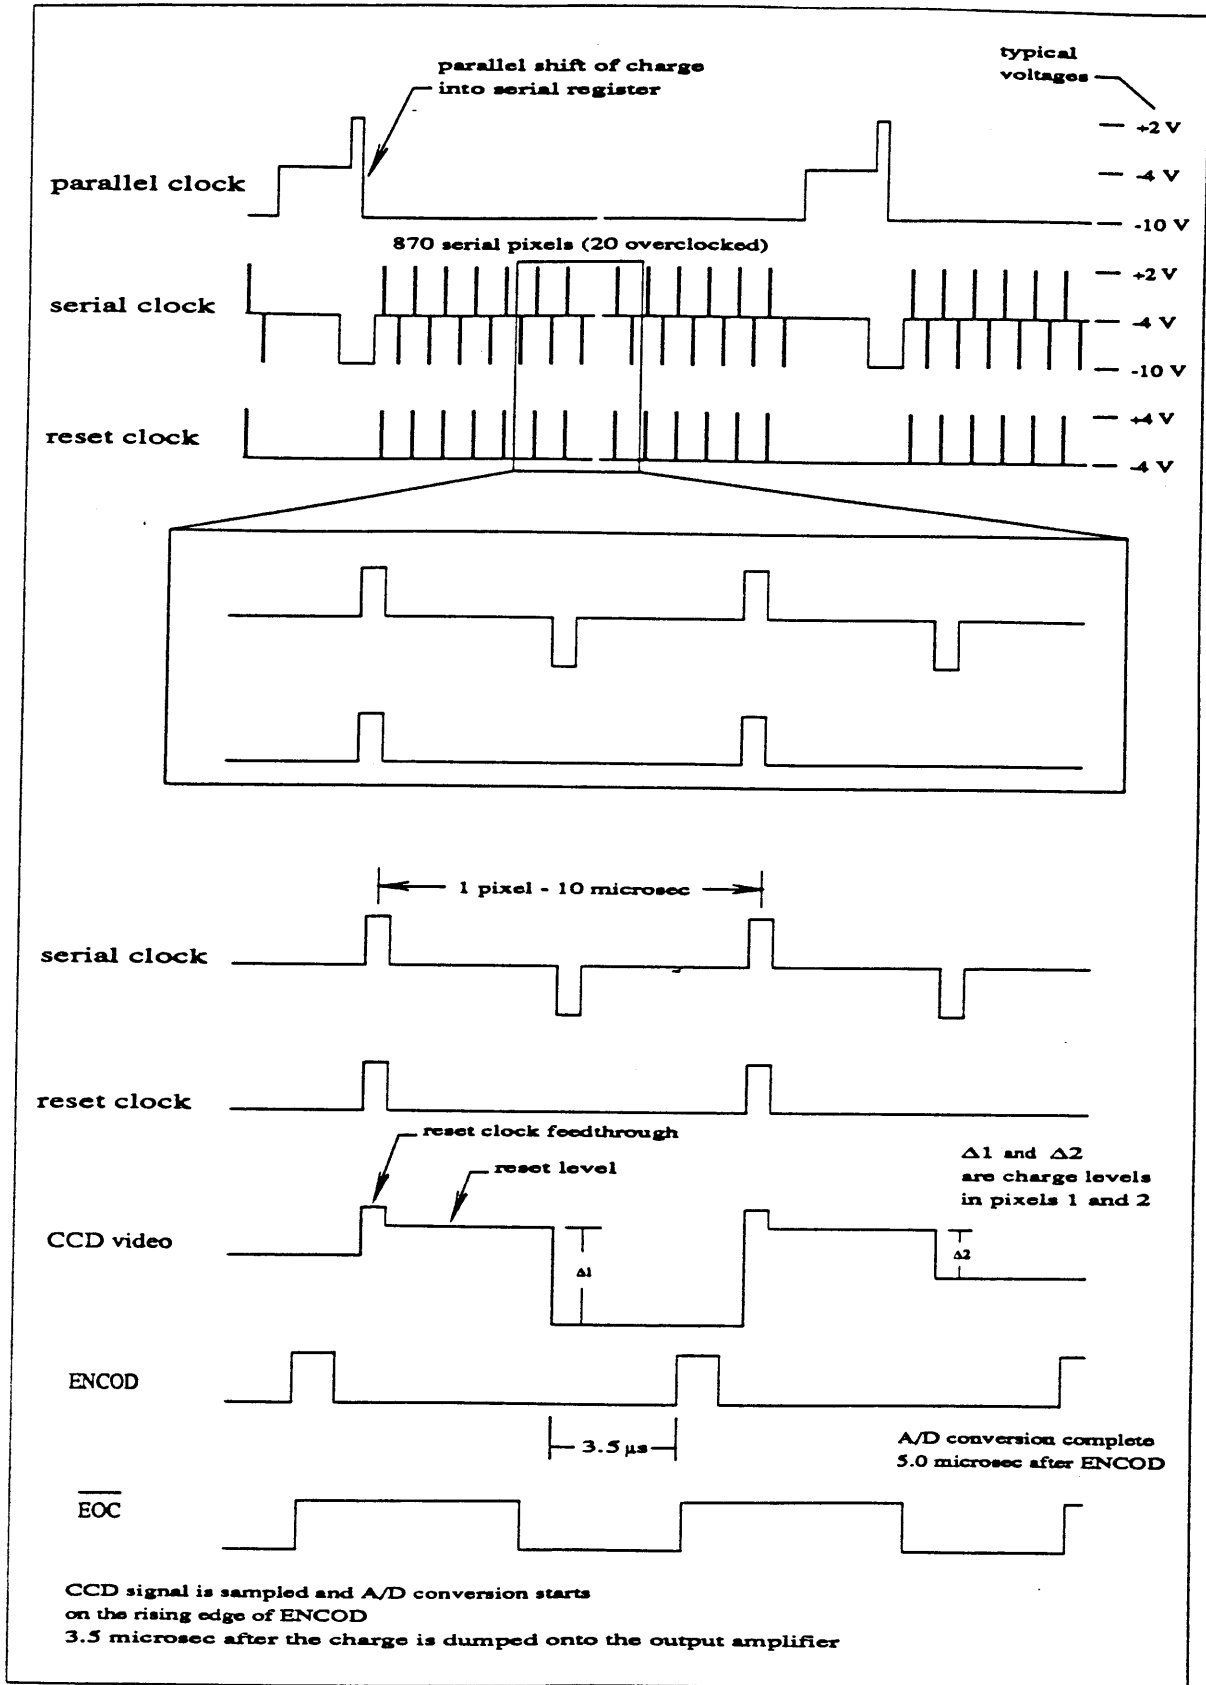 parallel shift of charge
into serial register
typical
voltages
+2 V
parallel clock
-4 V
-10 V
870 serial pixels (20 overclocked)
+2 V
serial clock
-4 V
-10 V
+4 V
reset clock
-4 V
1 pixel - 10 microsec
serial clock
reset clock
reset clock feedthrough
reset level
Δ1 and Δ2
are charge levels
in pixels 1 and 2
CCD video
Δ1
Δ2
ENCOD
3.5 μs
A/D conversion complete
5.0 microsec after ENCOD
E̅O̅C̅
CCD signal is sampled and A/D conversion starts
on the rising edge of ENCOD
3.5 microsec after the charge is dumped onto the output amplifier